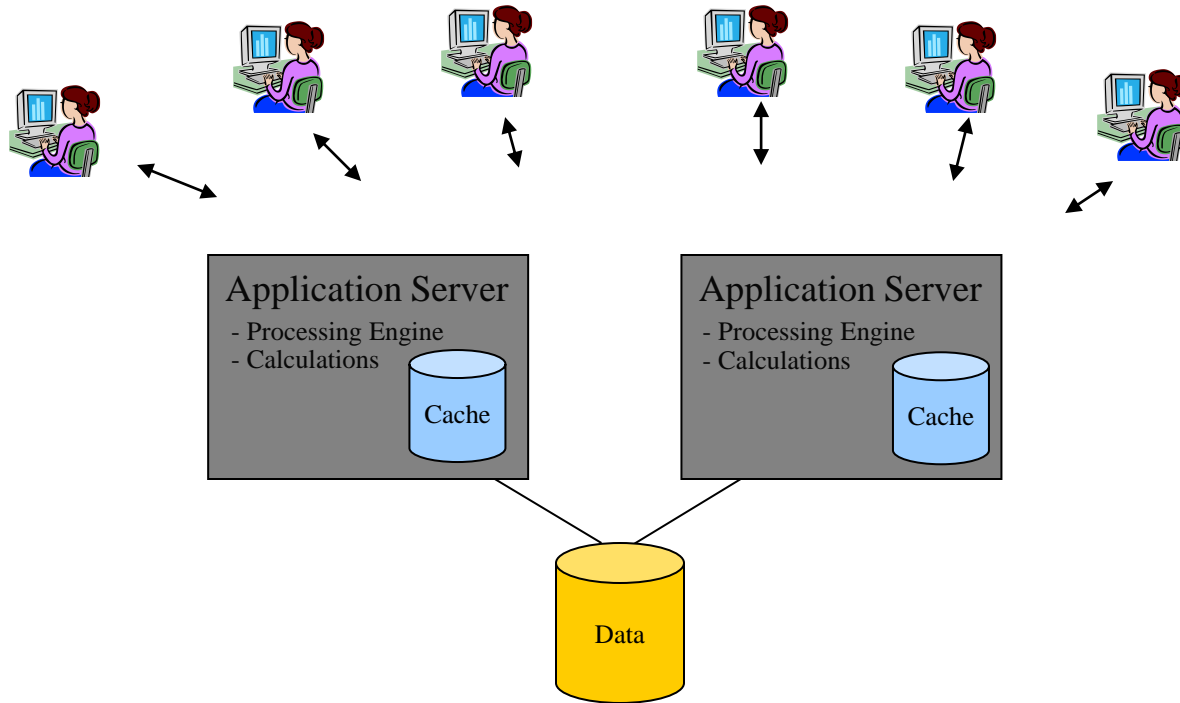 Application Server
- Processing Engine
- Calculations
Cache
Application Server
- Processing Engine
- Calculations
Cache
Data